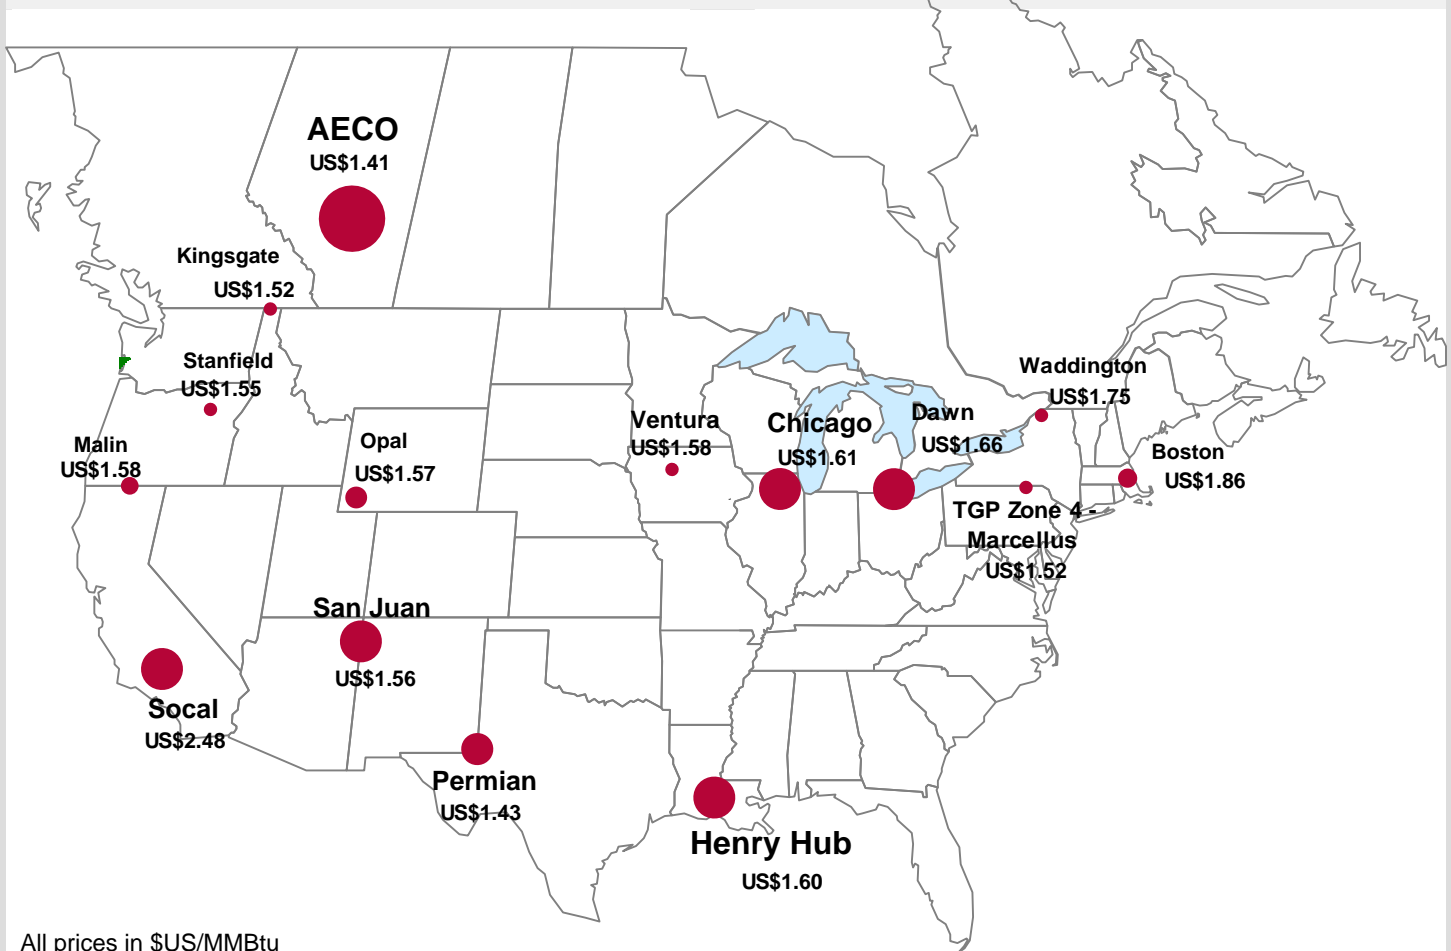 AECO
US$1.41
Kingsgate
US$1.52
Stanfield
US$1.55
Malin
US$1.58
Opal
US$1.57
Ventura
US$1.58
Chicago
US$1.61
Dawn
US$1.66
Waddington
US$1.75
Boston
US$1.86
TGP Zone 4 -
Marcellus
US$1.52
San Juan
US$1.56
Socal
US$2.48
Permian
US$1.43
Henry Hub
US$1.60
All prices in $US/MMBtu